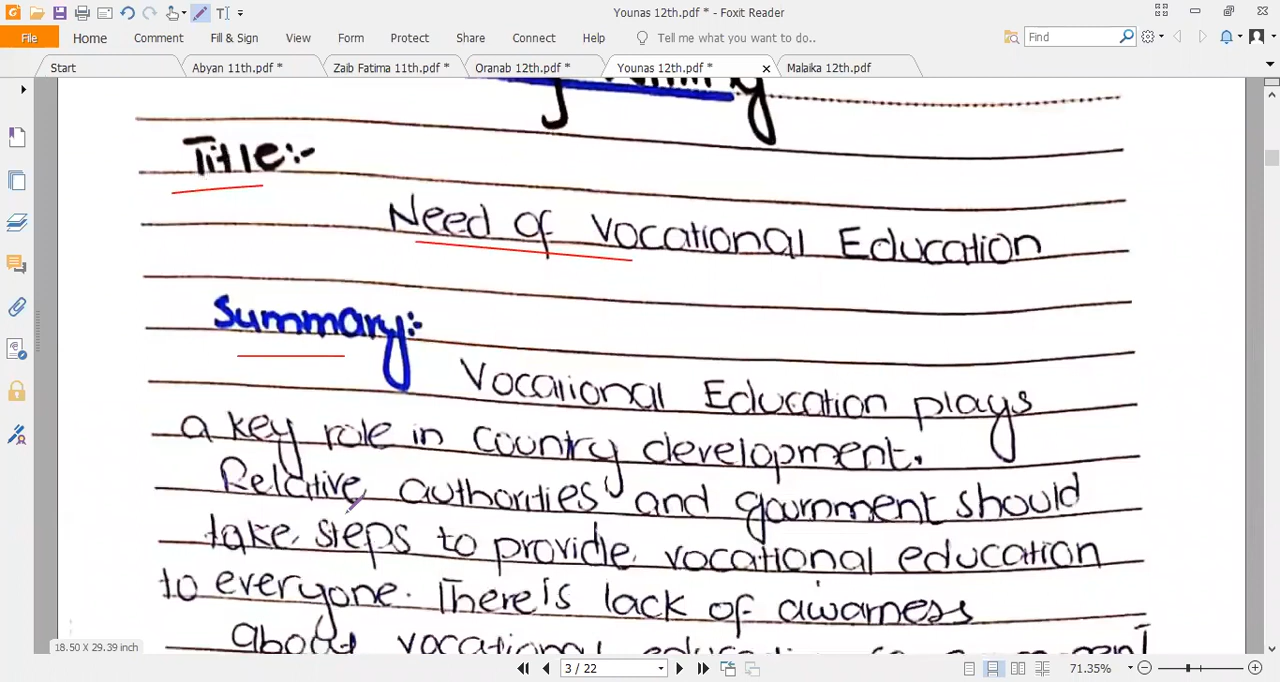 Younas 12th.pdf * - Foxit Reader
File Home Comment Fill & Sign View Form Protect Share Connect Help Tell me what you want to do.. Find
Start Abyan 11th.pdf * Zaib Fatima 11th.pdf * Oranab 12th.pdf * Younas 12th.pdf * Malaika 12th.pdf
Title:-
Need of Vocational Education
Summary:-
Vocational Education plays
a key role in country development.
Relative authorities and gournment should
take steps to provide vocational education
to everyone. There is lack of awarness
about vocational
18.50 X 29.39 inch
3 / 22
71.35%